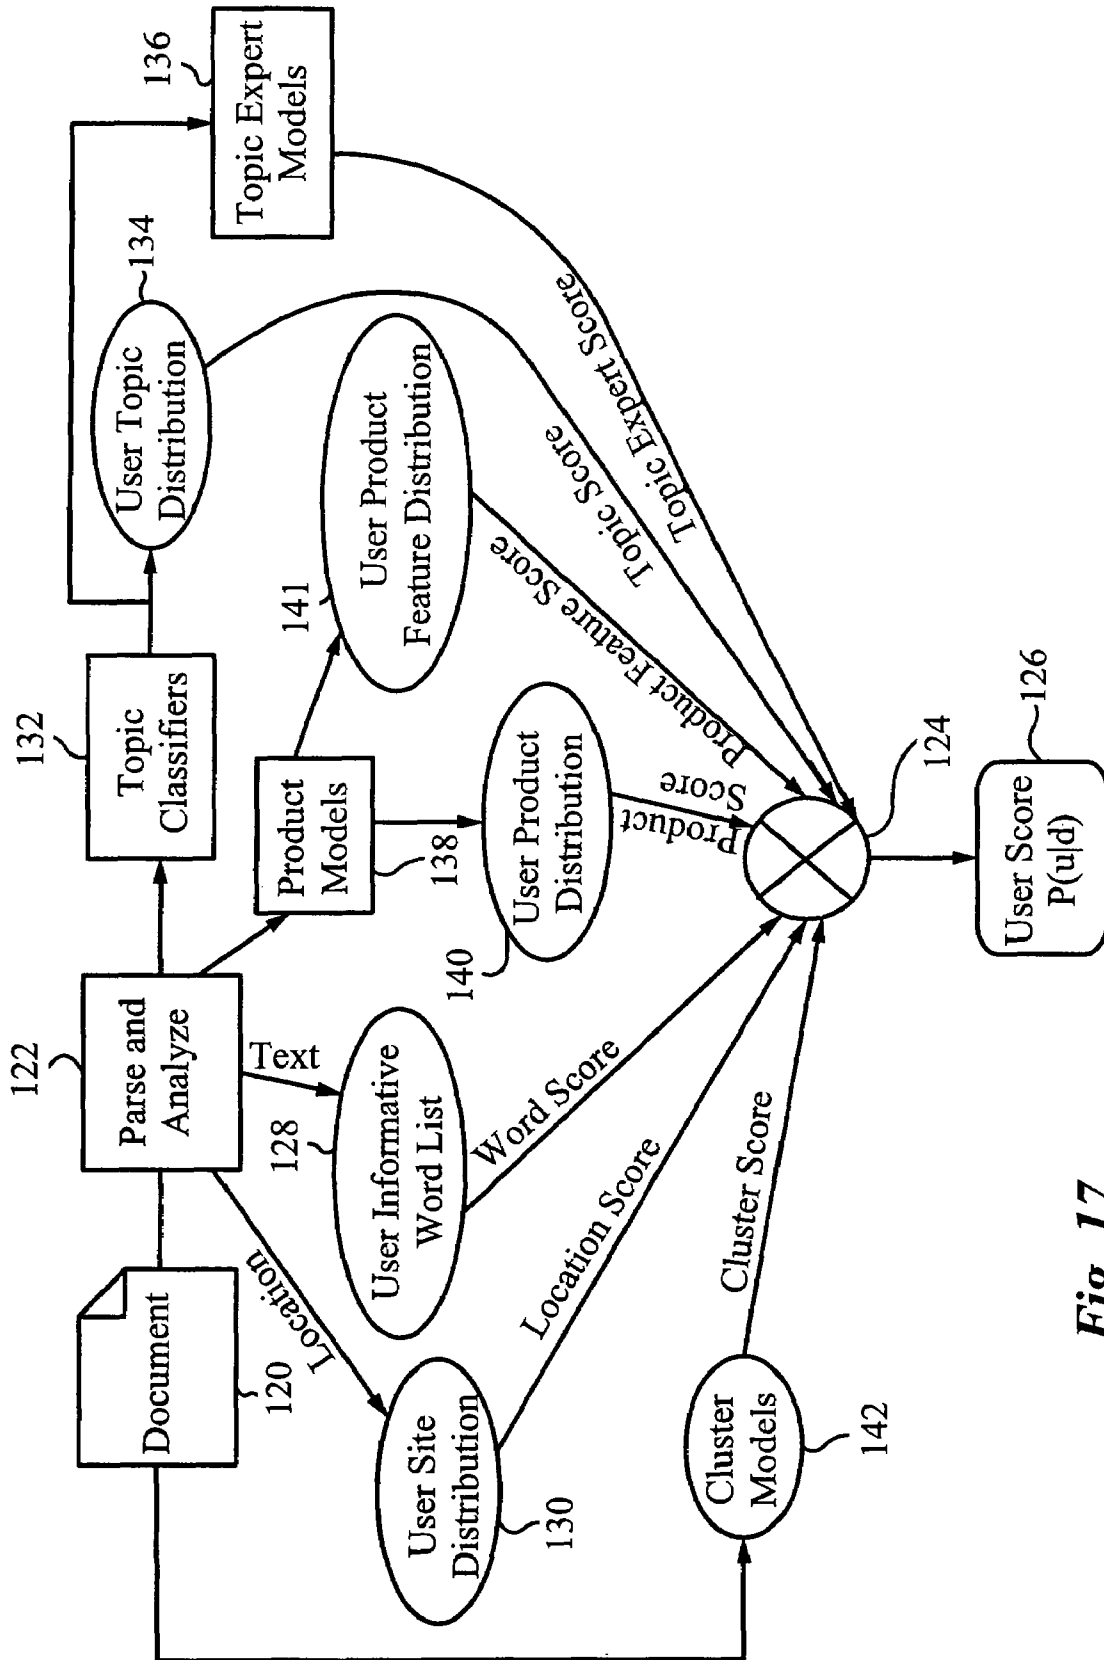 Document
120
Parse and
Analyze
122
Topic
Classifiers
132
User Topic
Distribution
134
Topic Expert
Models
136
Location
Text
User Site
Distribution
130
User Informative
Word List
128
Product
Models
138
User Product
Distribution
140
User Product
Feature Distribution
141
Cluster
Models
142
Cluster Score
Location Score
Word Score
Product
Score
Product Feature Score
Topic Score
Topic Expert Score
124
User Score
P(u|d)
126
Fig. 17